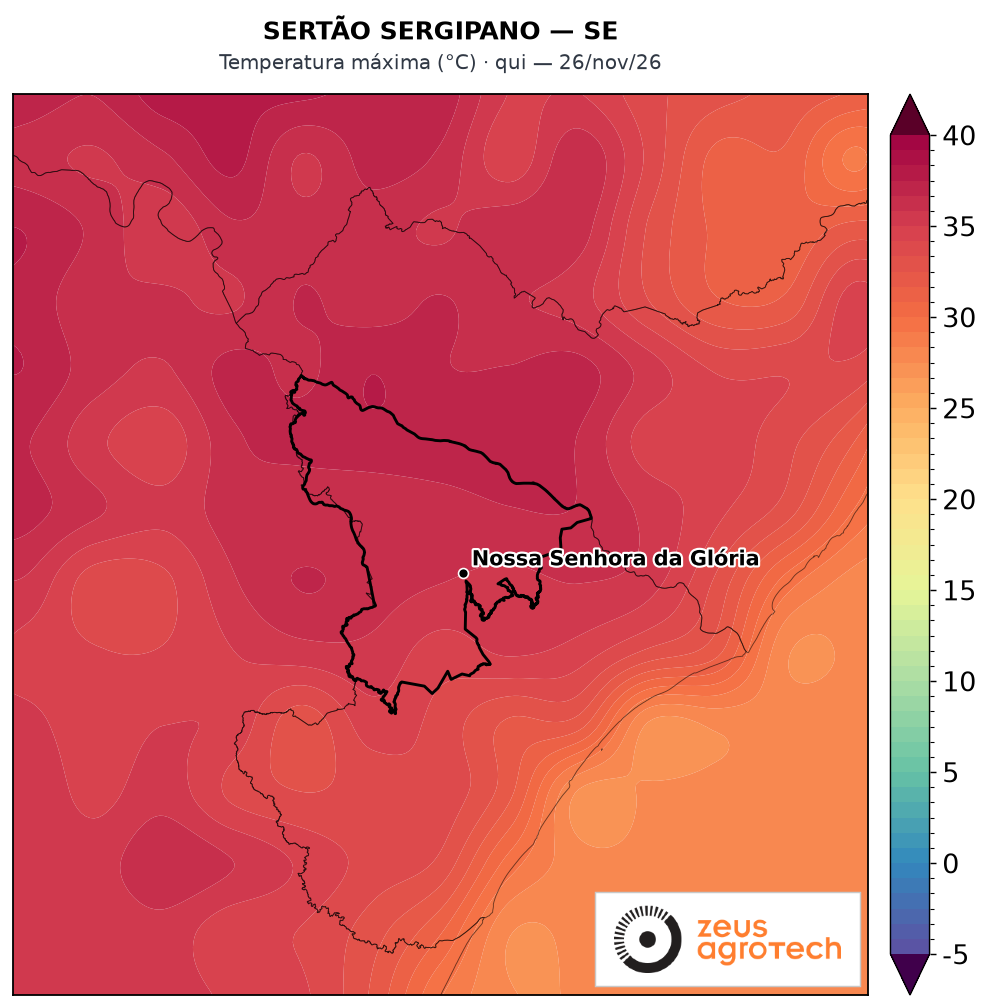 SERTÃO SERGIPANO — SE
Temperatura máxima (°C) · qui — 26/nov/26
40
35
30
25
20
15
10
5
0
-5
Nossa Senhora da Glória
zeus
agrotech